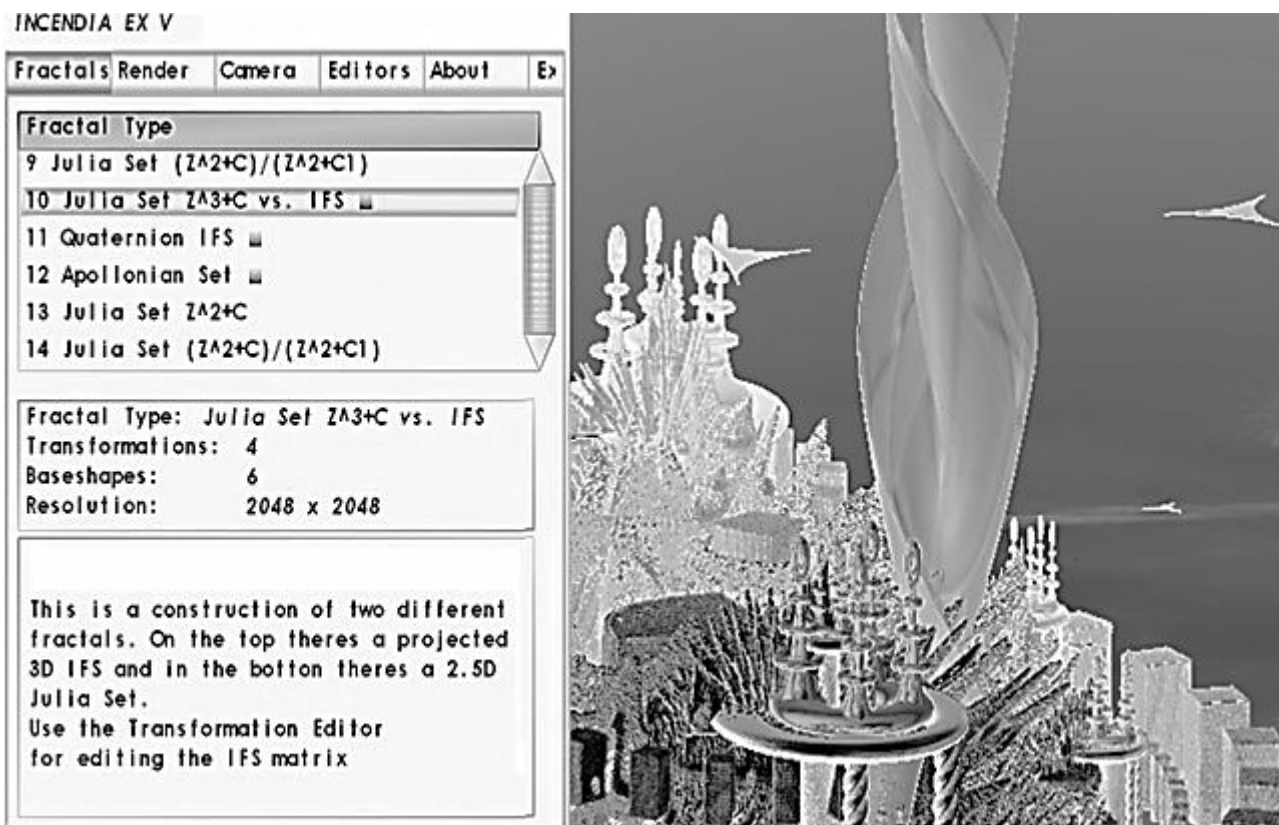 INCENDIA EX V
Fractals Render Camera Editors About Ex
Fractal Type
9 Julia Set (Z^2+C)/(Z^2+C1)
10 Julia Set Z^3+C vs. IFS
11 Quaternion IFS
12 Apollonian Set
13 Julia Set Z^2+C
14 Julia Set (Z^2+C)/(Z^2+C1)
Fractal Type: Julia Set Z^3+C vs. IFS
Transformations: 4
Baseshapes: 6
Resolution: 2048 x 2048
This is a construction of two different
fractals. On the top theres a projected
3D IFS and in the botton theres a 2.5D
Julia Set.
Use the Transformation Editor
for editing the IFS matrix